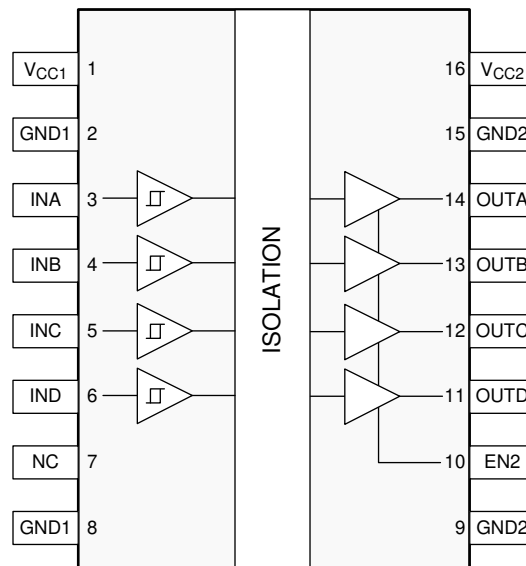 VCC1 1 16 VCC2
GND1 2 15 GND2
INA 3 14 OUTA
INB 4 13 OUTB
INC 5 12 OUTC
IND 6 11 OUTD
NC 7 10 EN2
GND1 8 9 GND2
ISOLATION